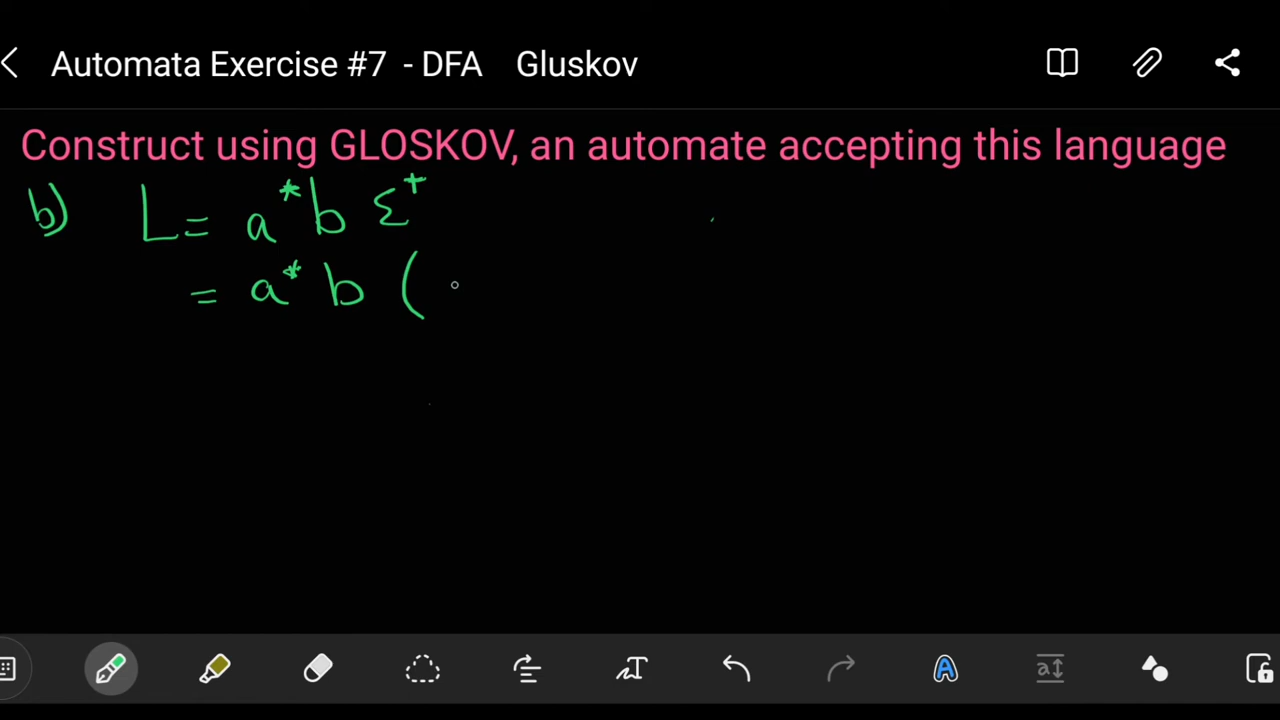 Automata Exercise #7 - DFA Gluskov
Construct using GLOSKOV, an automate accepting this language
b) L = a* b Σ+
= a* b (